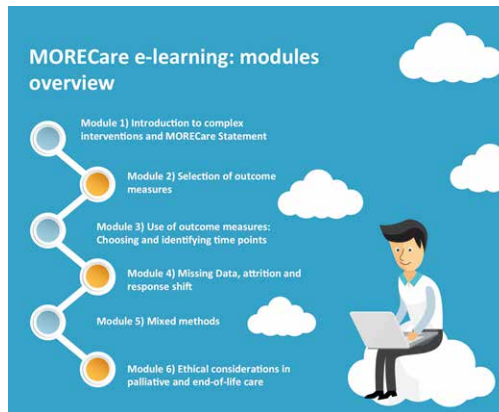 MORECare e-learning: modules
overview
Module 1) Introduction to complex
interventions and MORECare Statement
Module 2) Selection of outcome
measures
Module 3) Use of outcome measures:
Choosing and identifying time points
Module 4) Missing Data, attrition and
response shift
Module 5) Mixed methods
Module 6) Ethical considerations in
palliative and end-of-life care